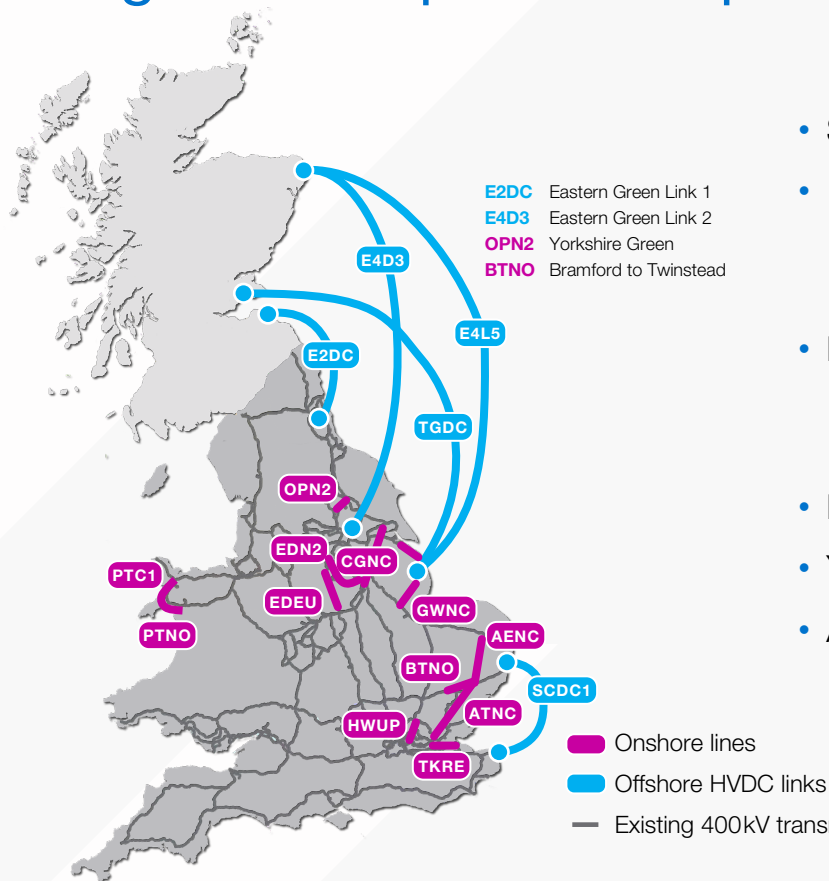 E2DC Eastern Green Link 1
E4D3 Eastern Green Link 2
OPN2 Yorkshire Green
BTNO Bramford to Twinstead
E4D3
E4L5
E2DC
TGDC
OPN2
EDN2
CGNC
PTC1
EDEU
GWNC
PTNO
AENC
BTNO
SCDC1
ATNC
HWUP
TKRE
Onshore lines
Offshore HVDC links
Existing 400kV